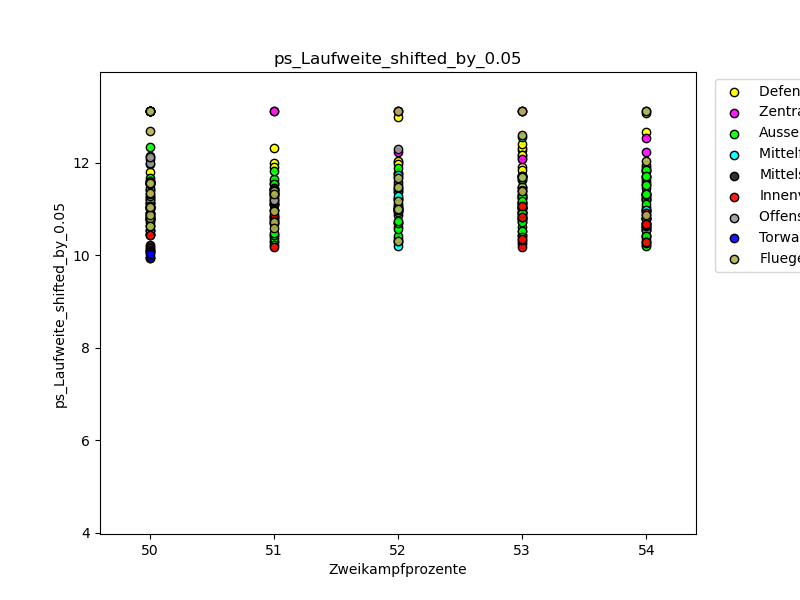 ps_Laufweite_shifted_by_0.05
ps_Laufweite_shifted_by_0.05
12
10
8
6
4
50 51 52 53 54
Zweikampfprozente
Defen
Zentra
Ausse
Mittelf
Mittels
Innenv
Offens
Torwa
Fluege